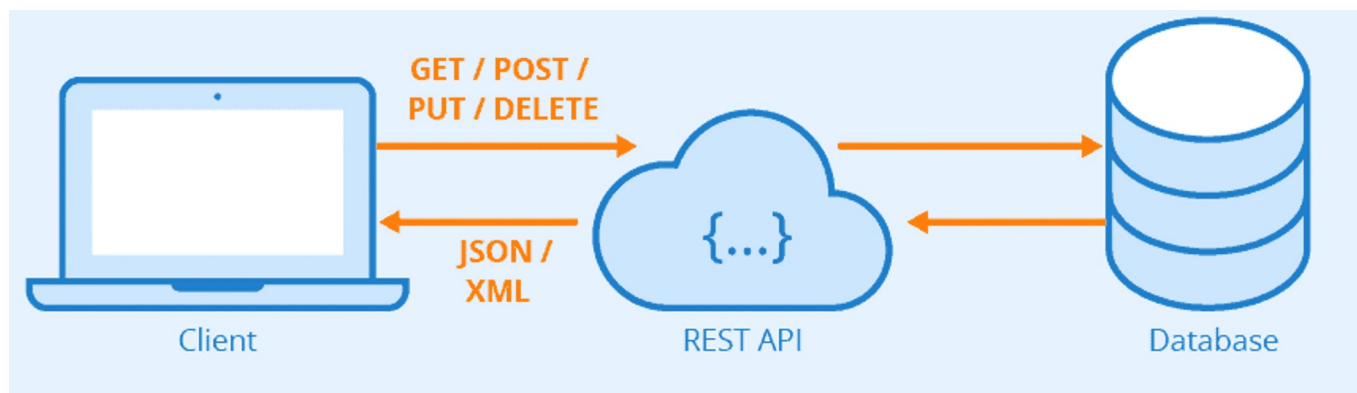 GET / POST /
PUT / DELETE
{...}
JSON /
XML
Client
REST API
Database